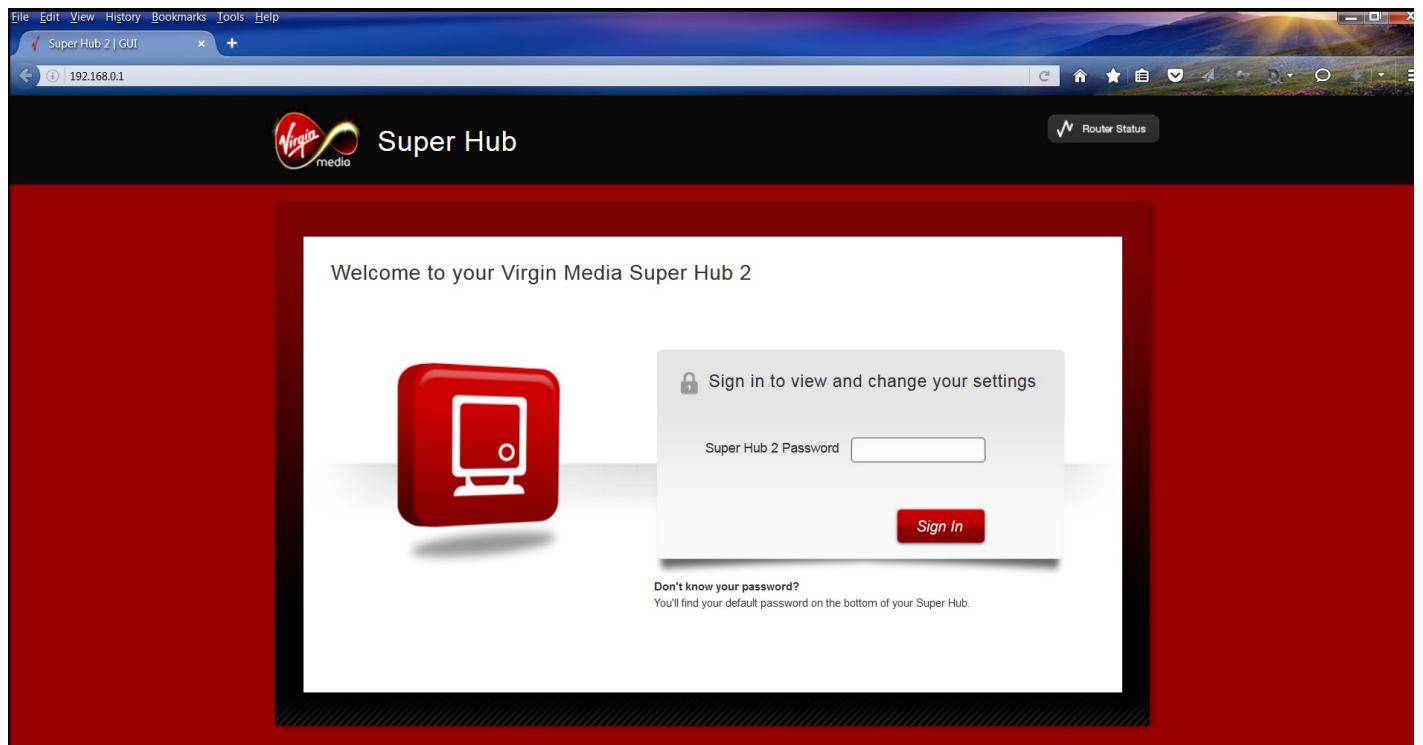 File Edit View History Bookmarks Tools Help
Super Hub 2 | GUI
192.168.0.1
Virgin media
Super Hub
Router Status
Welcome to your Virgin Media Super Hub 2
Sign in to view and change your settings
Super Hub 2 Password
Sign In
Don't know your password?
You'll find your default password on the bottom of your Super Hub.